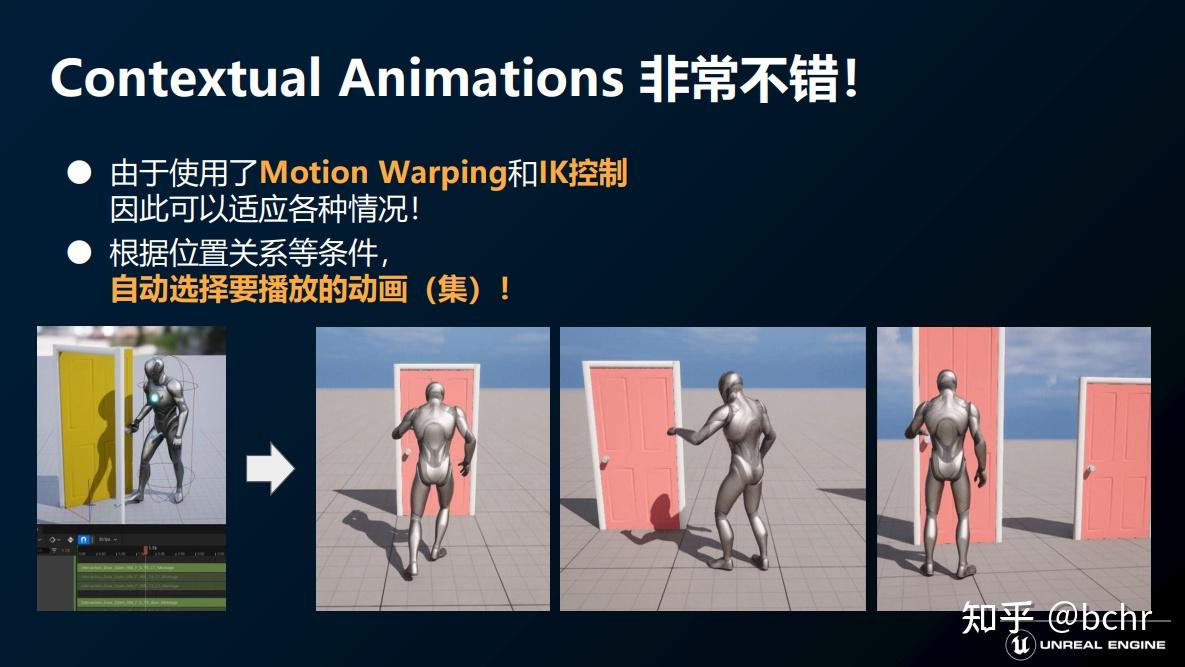 Contextual Animations 非常不错！
● 由于使用了Motion Warping和IK控制
因此可以适应各种情况！
● 根据位置关系等条件，
自动选择要播放的动画（集）！
知乎 @bchr
UNREAL ENGINE